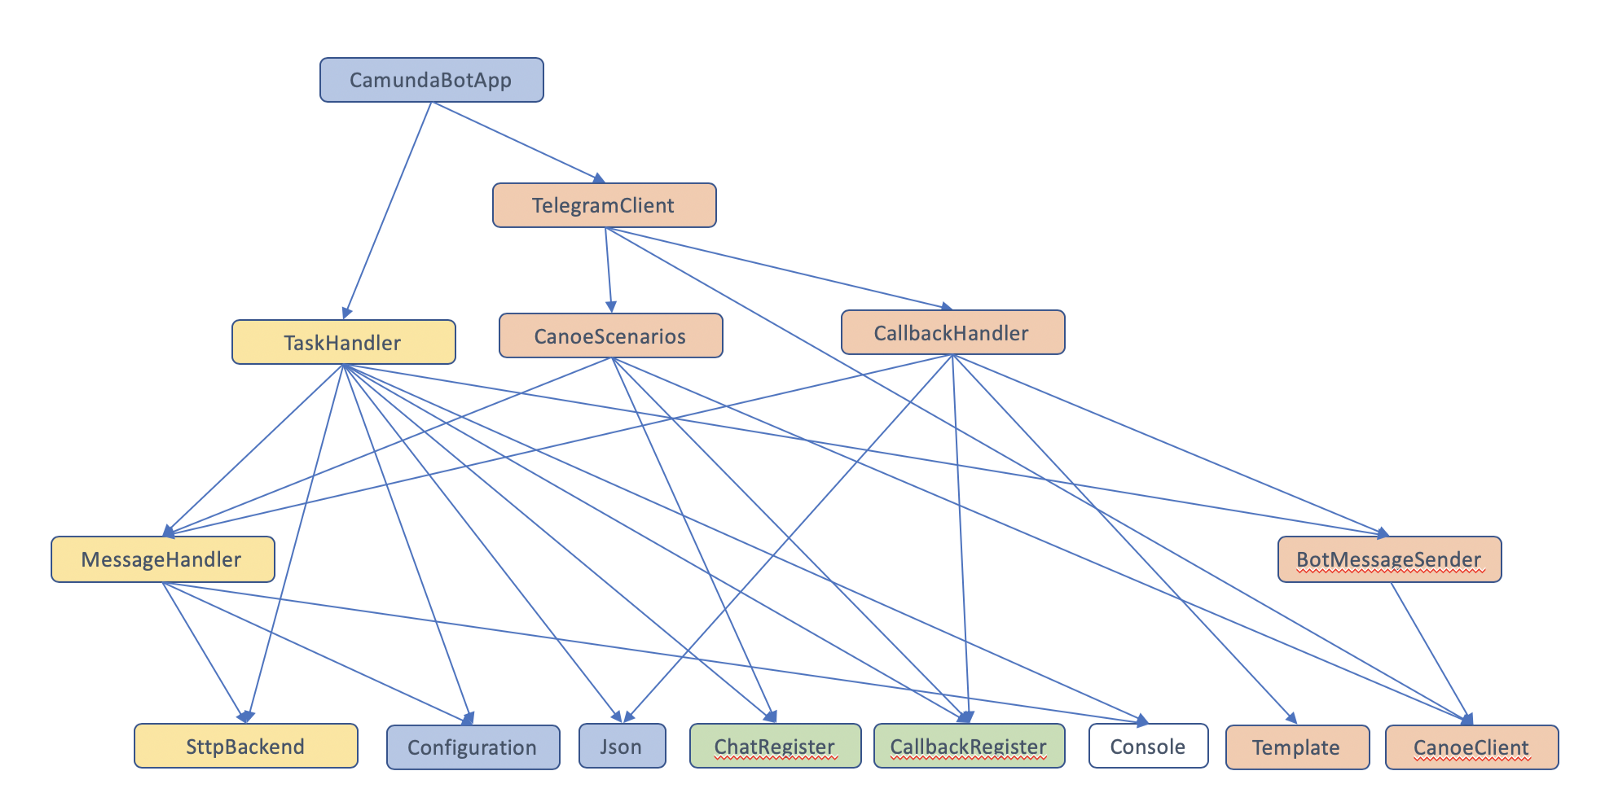 CamundaBotApp
TelegramClient
TaskHandler
CanoeScenarios
CallbackHandler
MessageHandler
BotMessageSender
SttpBackend
Configuration
Json
ChatRegister
CallbackRegister
Console
Template
CanoeClient